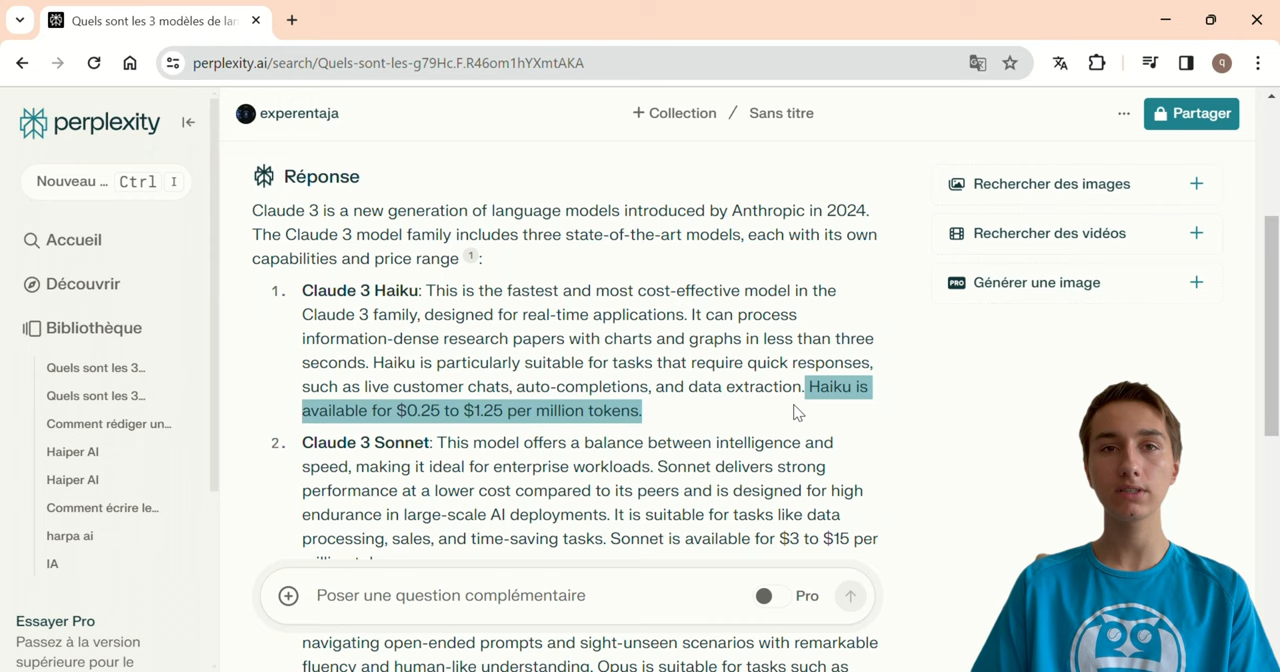 Quels sont les 3 modèles de lan
perplexity.ai/search/Quels-sont-les-g79Hc.F.R46om1hYXmtAKA
q
perplexity
experentaja
Collection / Sans titre
Partager
Nouveau ... Ctrl I
Accueil
Découvrir
Bibliothèque
Quels sont les 3...
Quels sont les 3...
Comment rédiger un...
Haiper AI
Haiper AI
Comment écrire le...
harpa ai
IA
Essayer Pro
Passez à la version
supérieure pour le
Réponse
Claude 3 is a new generation of language models introduced by Anthropic in 2024.
The Claude 3 model family includes three state-of-the-art models, each with its own
capabilities and price range 1 :
1. Claude 3 Haiku: This is the fastest and most cost-effective model in the
Claude 3 family, designed for real-time applications. It can process
information-dense research papers with charts and graphs in less than three
seconds. Haiku is particularly suitable for tasks that require quick responses,
such as live customer chats, auto-completions, and data extraction. Haiku is
available for $0.25 to $1.25 per million tokens.
2. Claude 3 Sonnet: This model offers a balance between intelligence and
speed, making it ideal for enterprise workloads. Sonnet delivers strong
performance at a lower cost compared to its peers and is designed for high
endurance in large-scale AI deployments. It is suitable for tasks like data
processing, sales, and time-saving tasks. Sonnet is available for $3 to $15 per
Poser une question complémentaire
Pro
navigating open-ended prompts and sight-unseen scenarios with remarkable
fluency and human-like understanding. Opus is suitable for tasks such as
Rechercher des images
Rechercher des vidéos
PRO Générer une image